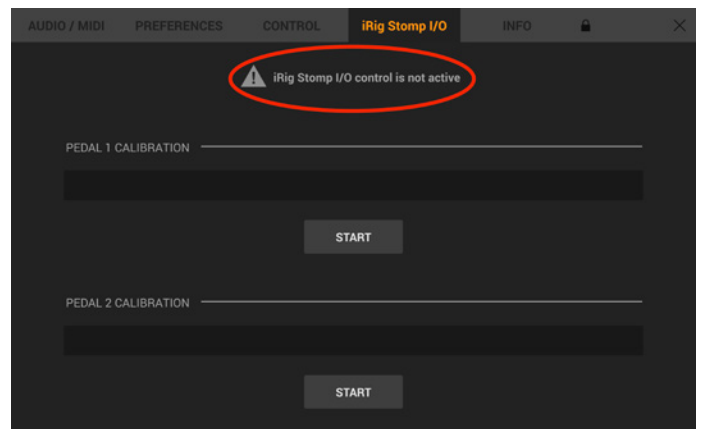 AUDIO / MIDI PREFERENCES CONTROL iRig Stomp I/O INFO
iRig Stomp I/O control is not active
PEDAL 1 CALIBRATION
START
PEDAL 2 CALIBRATION
START